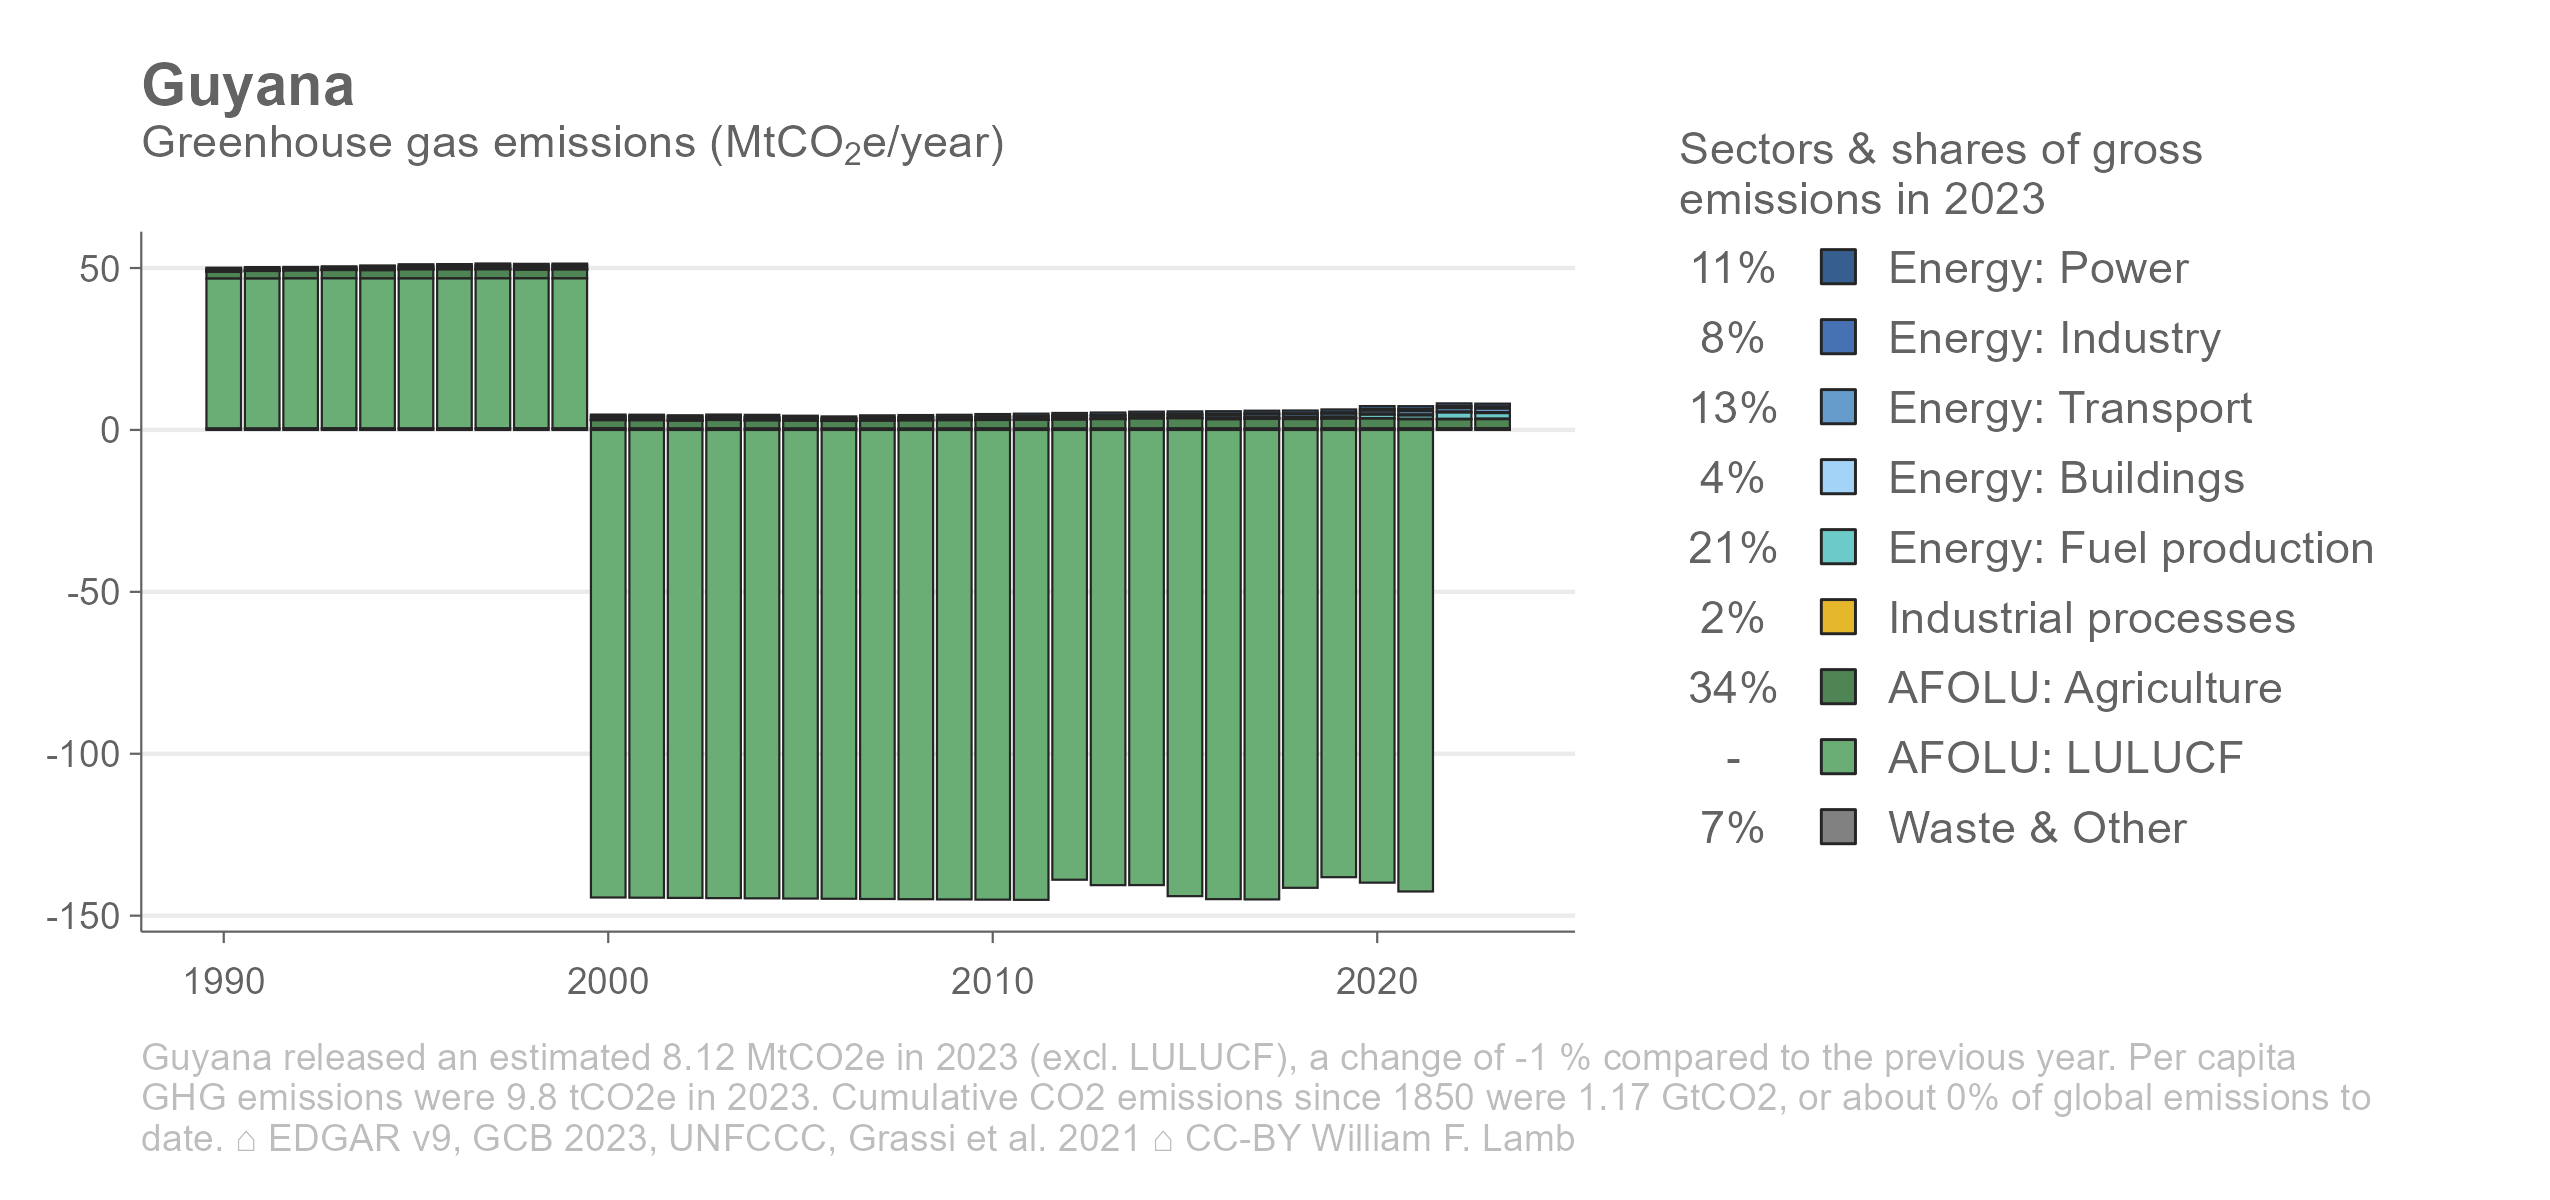 Guyana
Greenhouse gas emissions (MtCO₂e/year)
Sectors & shares of gross
emissions in 2023
50
0
-50
-100
-150
1990
2000
2010
2020
11% Energy: Power
8% Energy: Industry
13% Energy: Transport
4% Energy: Buildings
21% Energy: Fuel production
2% Industrial processes
34% AFOLU: Agriculture
- AFOLU: LULUCF
7% Waste & Other
Guyana released an estimated 8.12 MtCO2e in 2023 (excl. LULUCF), a change of -1 % compared to the previous year. Per capita
GHG emissions were 9.8 tCO2e in 2023. Cumulative CO2 emissions since 1850 were 1.17 GtCO2, or about 0% of global emissions to
date. ⌂ EDGAR v9, GCB 2023, UNFCCC, Grassi et al. 2021 ⌂ CC-BY William F. Lamb